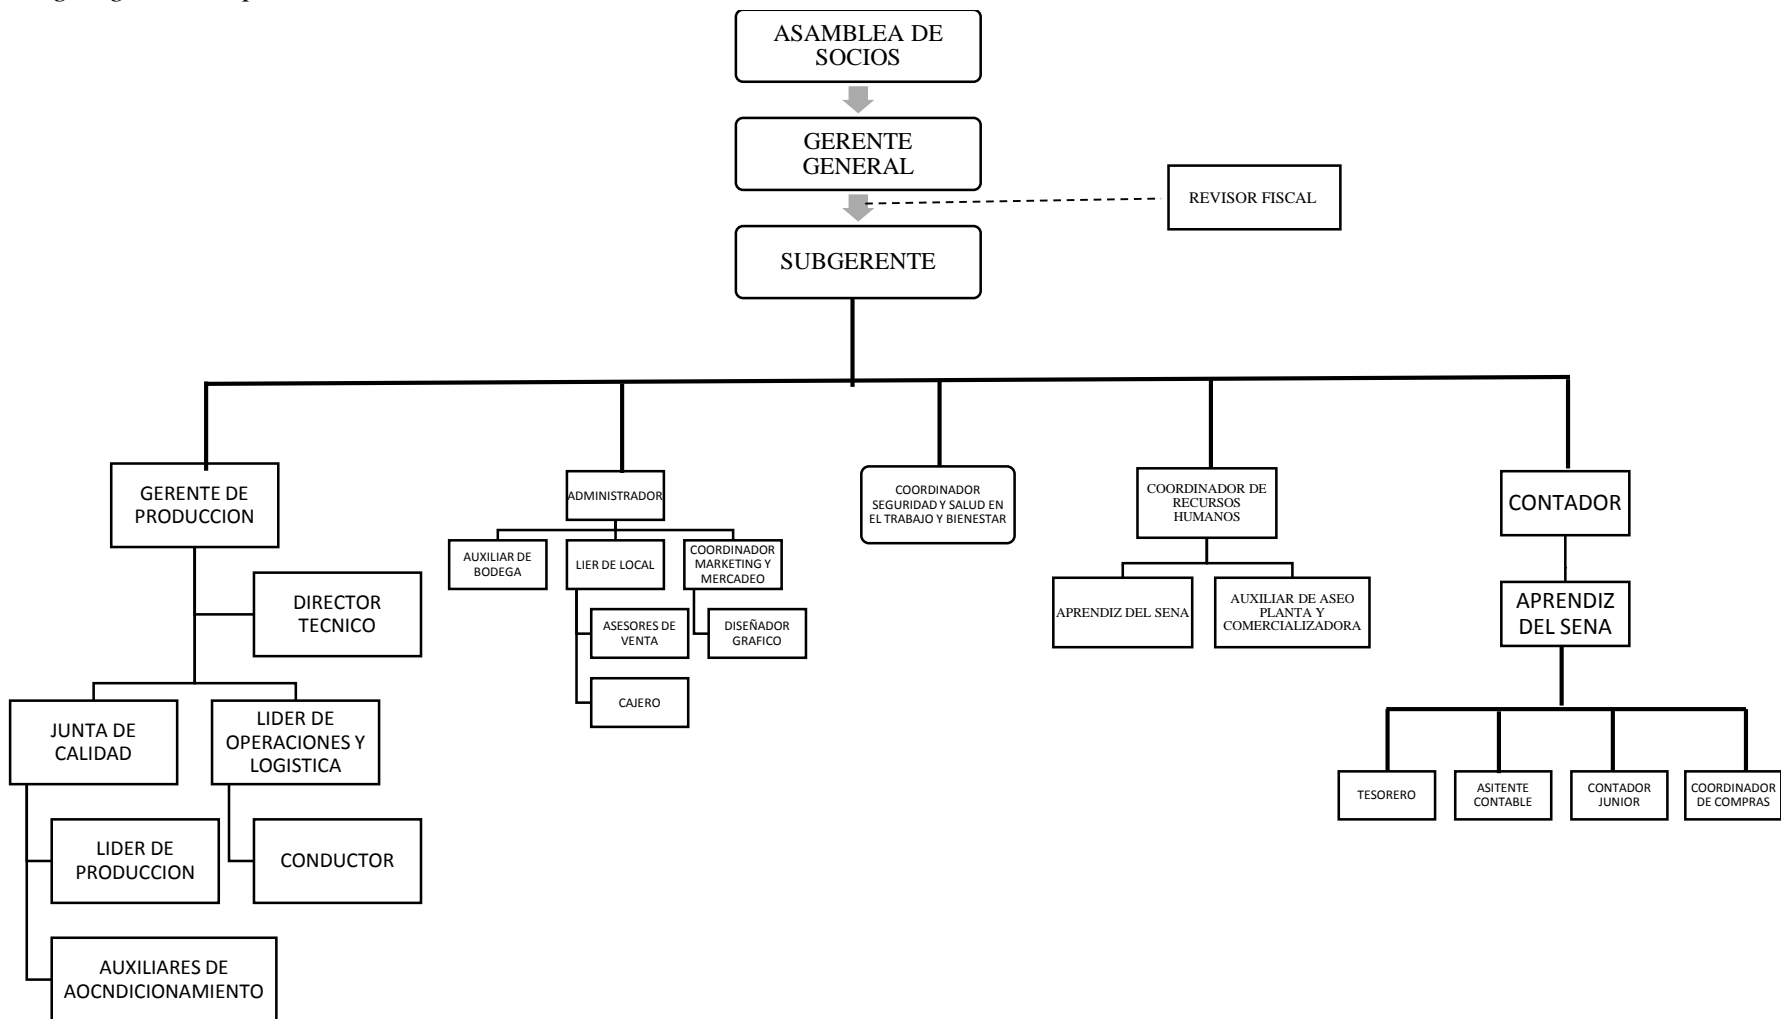 ASAMBLEA DE
SOCIOS
GERENTE
GENERAL
REVISOR FISCAL
SUBGERENTE
GERENTE DE
PRODUCCION
ADMINISTRADOR
COORDINADOR
SEGURIDAD Y SALUD EN
EL TRABAJO Y BIENESTAR
COORDINADOR DE
RECURSOS
HUMANOS
CONTADOR
DIRECTOR
TECNICO
JUNTA DE
CALIDAD
LIDER DE
OPERACIONES Y
LOGISTICA
LIDER DE
PRODUCCION
CONDUCTOR
AUXILIARES DE
AOCNDICIONAMIENTO
AUXILIAR DE
BODEGA
LIER DE LOCAL
COORDINADOR
MARKETING Y
MERCADEO
ASESORES DE
VENTA
DISEÑADOR
GRAFICO
CAJERO
APRENDIZ DEL SENA
AUXILIAR DE ASEO
PLANTA Y
COMERCIALIZADORA
APRENDIZ
DEL SENA
TESORERO
ASITENTE
CONTABLE
CONTADOR
JUNIOR
COORDINADOR
DE COMPRAS